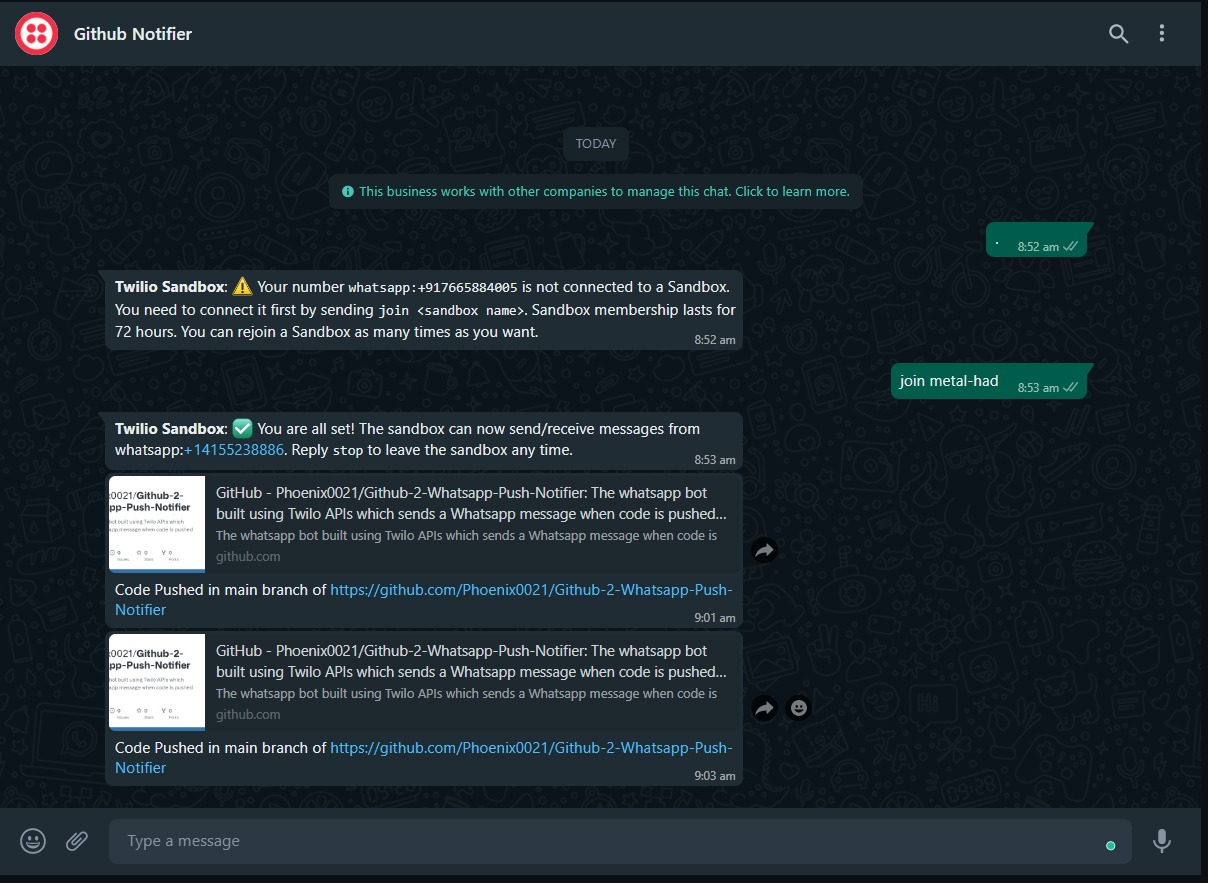 Github Notifier
TODAY
This business works with other companies to manage this chat. Click to learn more.
. 8:52 am
Twilio Sandbox: ⚠️ Your number whatsapp:+917665884005 is not connected to a Sandbox.
You need to connect it first by sending join <sandbox name>. Sandbox membership lasts for
72 hours. You can rejoin a Sandbox as many times as you want.
8:52 am
join metal-had 8:53 am
Twilio Sandbox: ✅ You are all set! The sandbox can now send/receive messages from
whatsapp:+14155238886. Reply stop to leave the sandbox any time.
8:53 am
:0021/Github-2-
pp-Push-Notifier
bot built using Twilo APIs which
app message when code is pushed
0 0 0
Issues Stars Forks
GitHub - Phoenix0021/Github-2-Whatsapp-Push-Notifier: The whatsapp bot
built using Twilo APIs which sends a Whatsapp message when code is pushed...
The whatsapp bot built using Twilo APIs which sends a Whatsapp message when code is
github.com
Code Pushed in main branch of https://github.com/Phoenix0021/Github-2-Whatsapp-Push-
Notifier
9:01 am
:0021/Github-2-
pp-Push-Notifier
bot built using Twilo APIs which
app message when code is pushed
0 0 0
Issues Stars Forks
GitHub - Phoenix0021/Github-2-Whatsapp-Push-Notifier: The whatsapp bot
built using Twilo APIs which sends a Whatsapp message when code is pushed...
The whatsapp bot built using Twilo APIs which sends a Whatsapp message when code is
github.com
Code Pushed in main branch of https://github.com/Phoenix0021/Github-2-Whatsapp-Push-
Notifier
9:03 am
Type a message